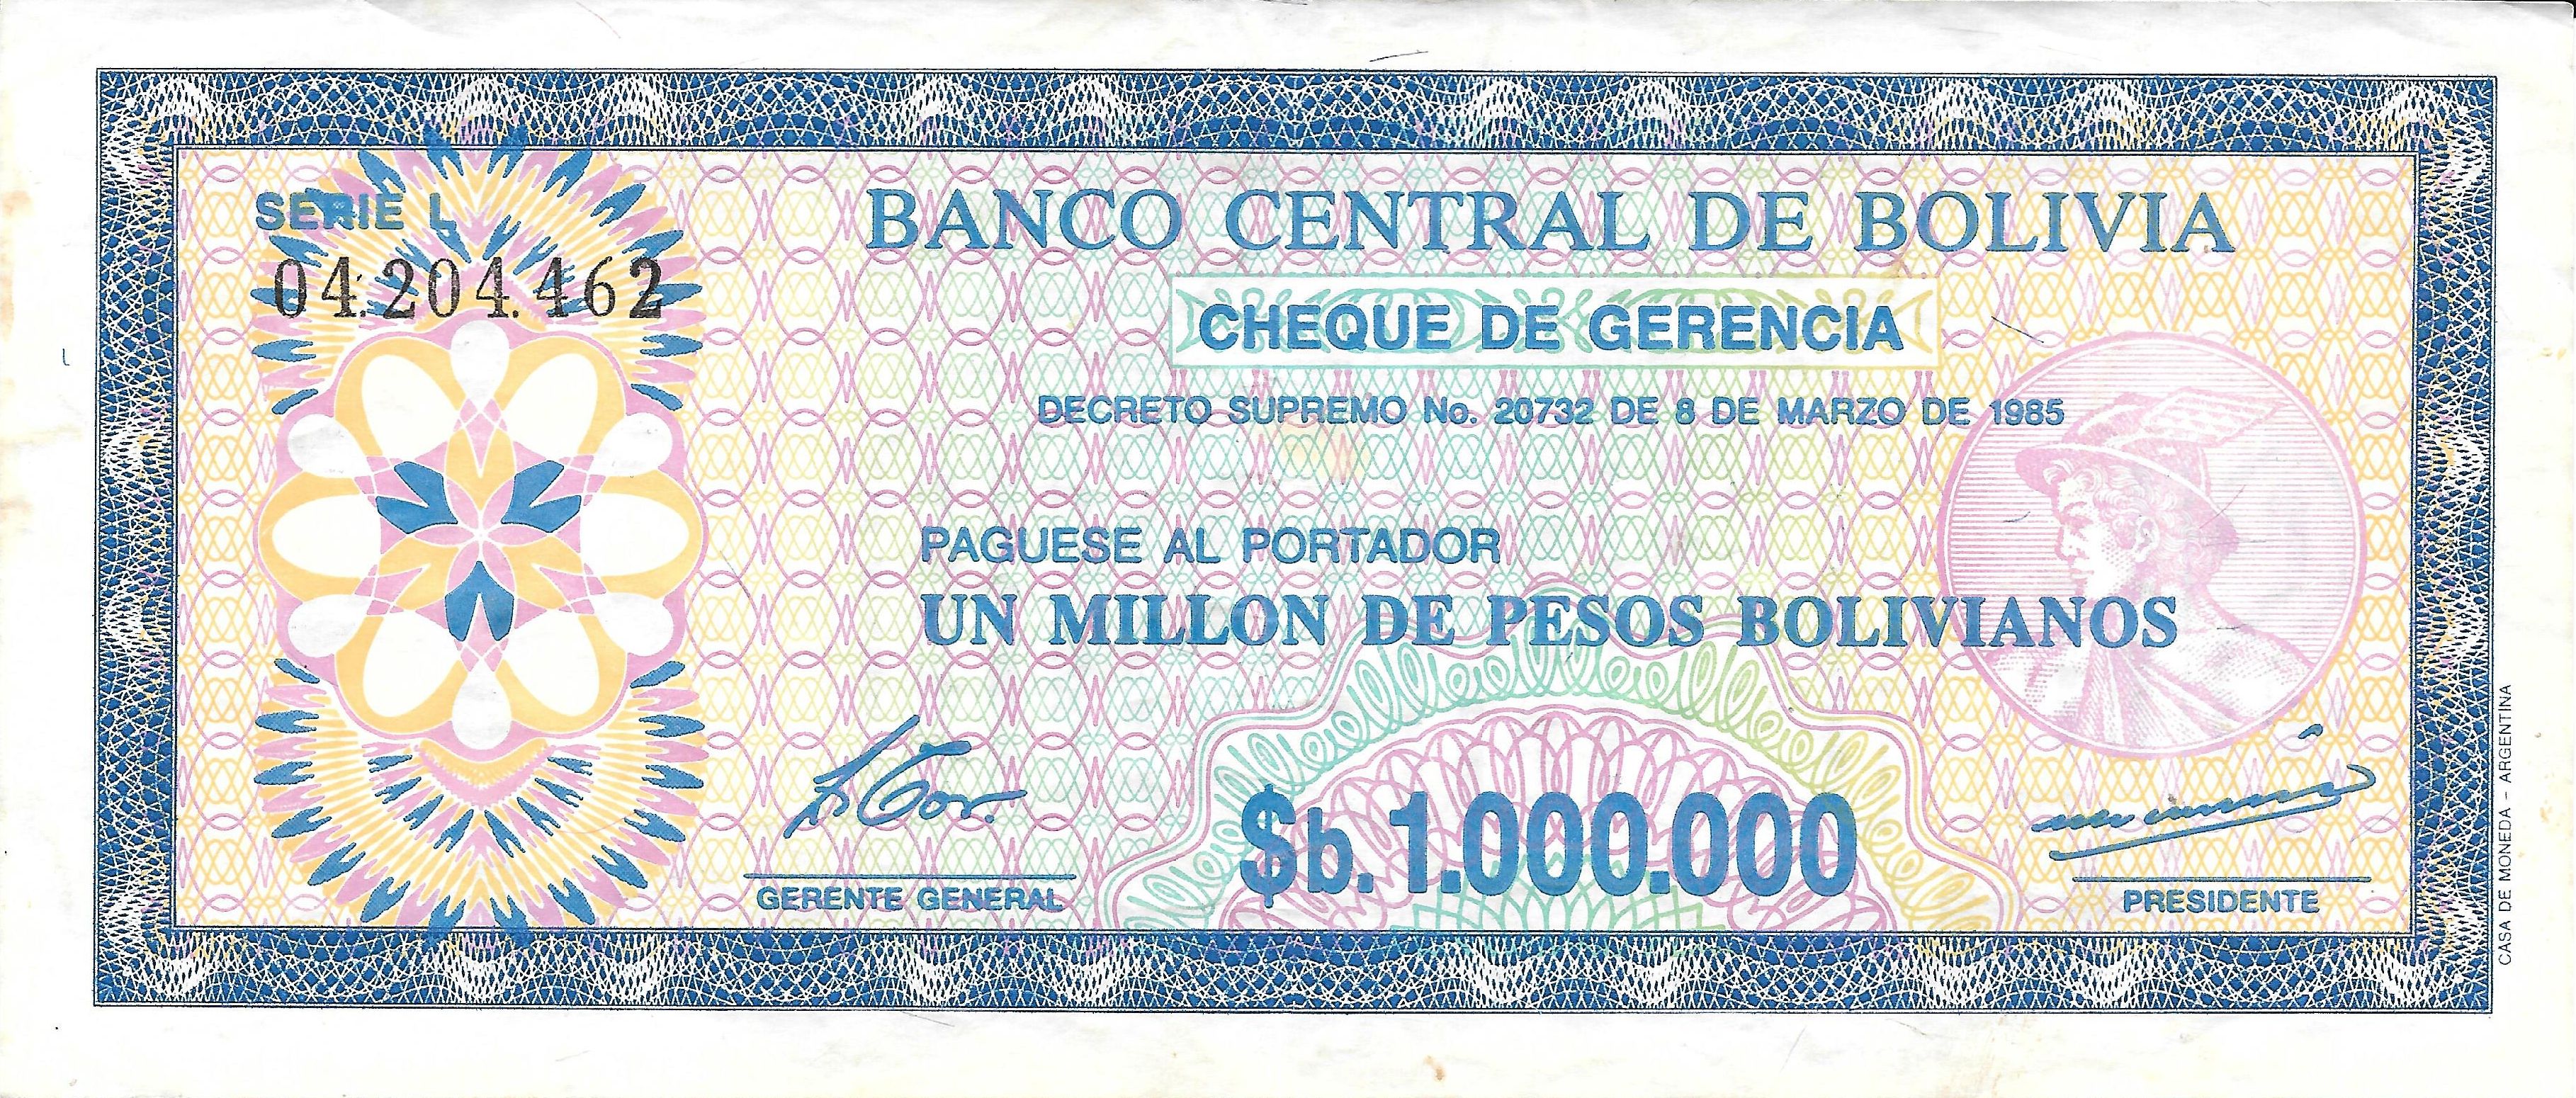 BANCO CENTRAL DE BOLIVIA
SERIE L
04.204.462
CHEQUE DE GERENCIA
DECRETO SUPREMO No. 20732 DE 8 DE MARZO DE 1985
PAGUESE AL PORTADOR
UN MILLON DE PESOS BOLIVIANOS
$b.1.000.000
GERENTE GENERAL
PRESIDENTE
CASA DE MONEDA - ARGENTINA